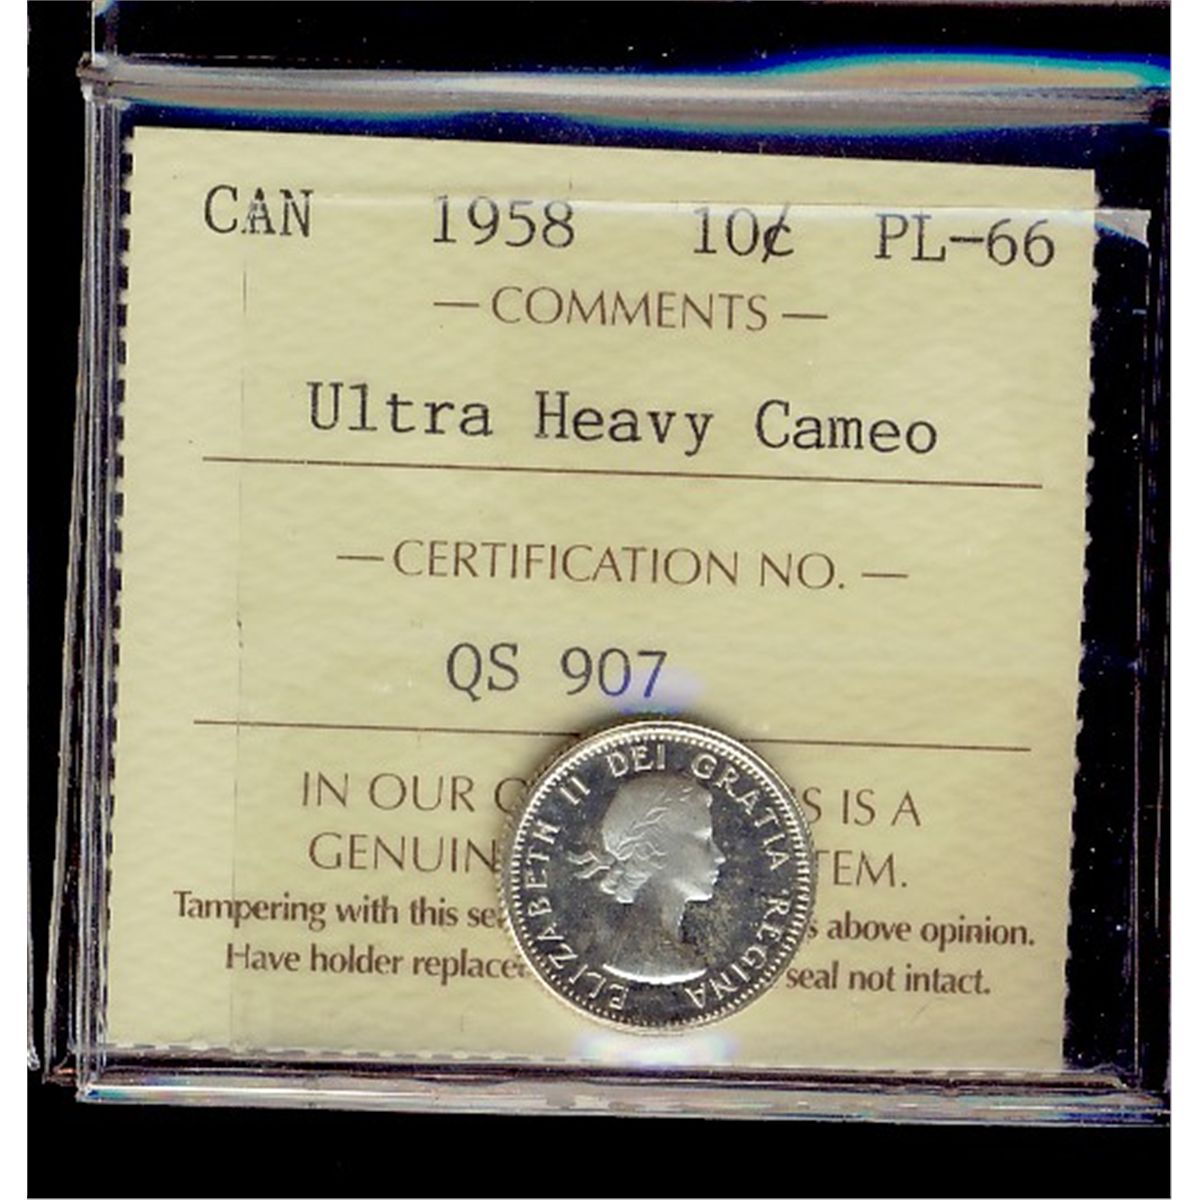 CAN 1958 10¢ PL-66
— COMMENTS —
Ultra Heavy Cameo
— CERTIFICATION NO. —
QS 907
IN OUR S IS A
GENUIN TEM.
Tampering with this se s above opinion.
Have holder replace seal not intact.
ELIZABETH II DEI GRATIA REGINA